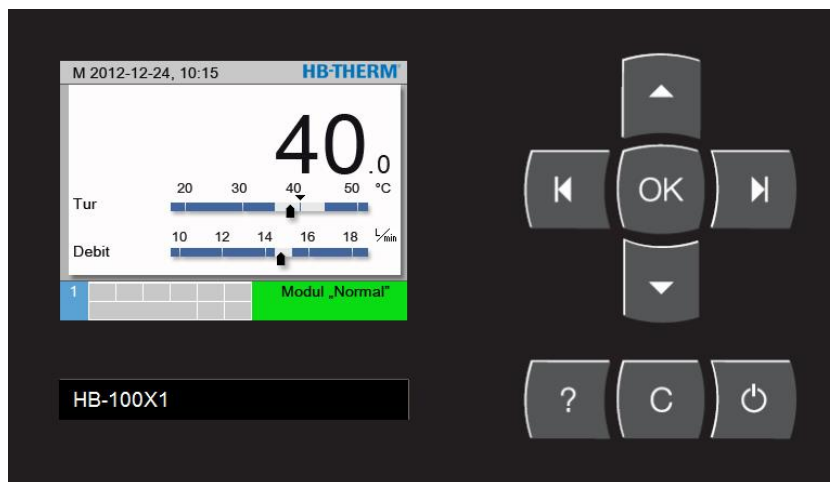 M 2012-12-24, 10:15 HB-THERM®
40.0
20 30 40 50 °C
Tur
10 12 14 16 18 L/min
Debit
1 Modul „Normal”
HB-100X1
OK
? C